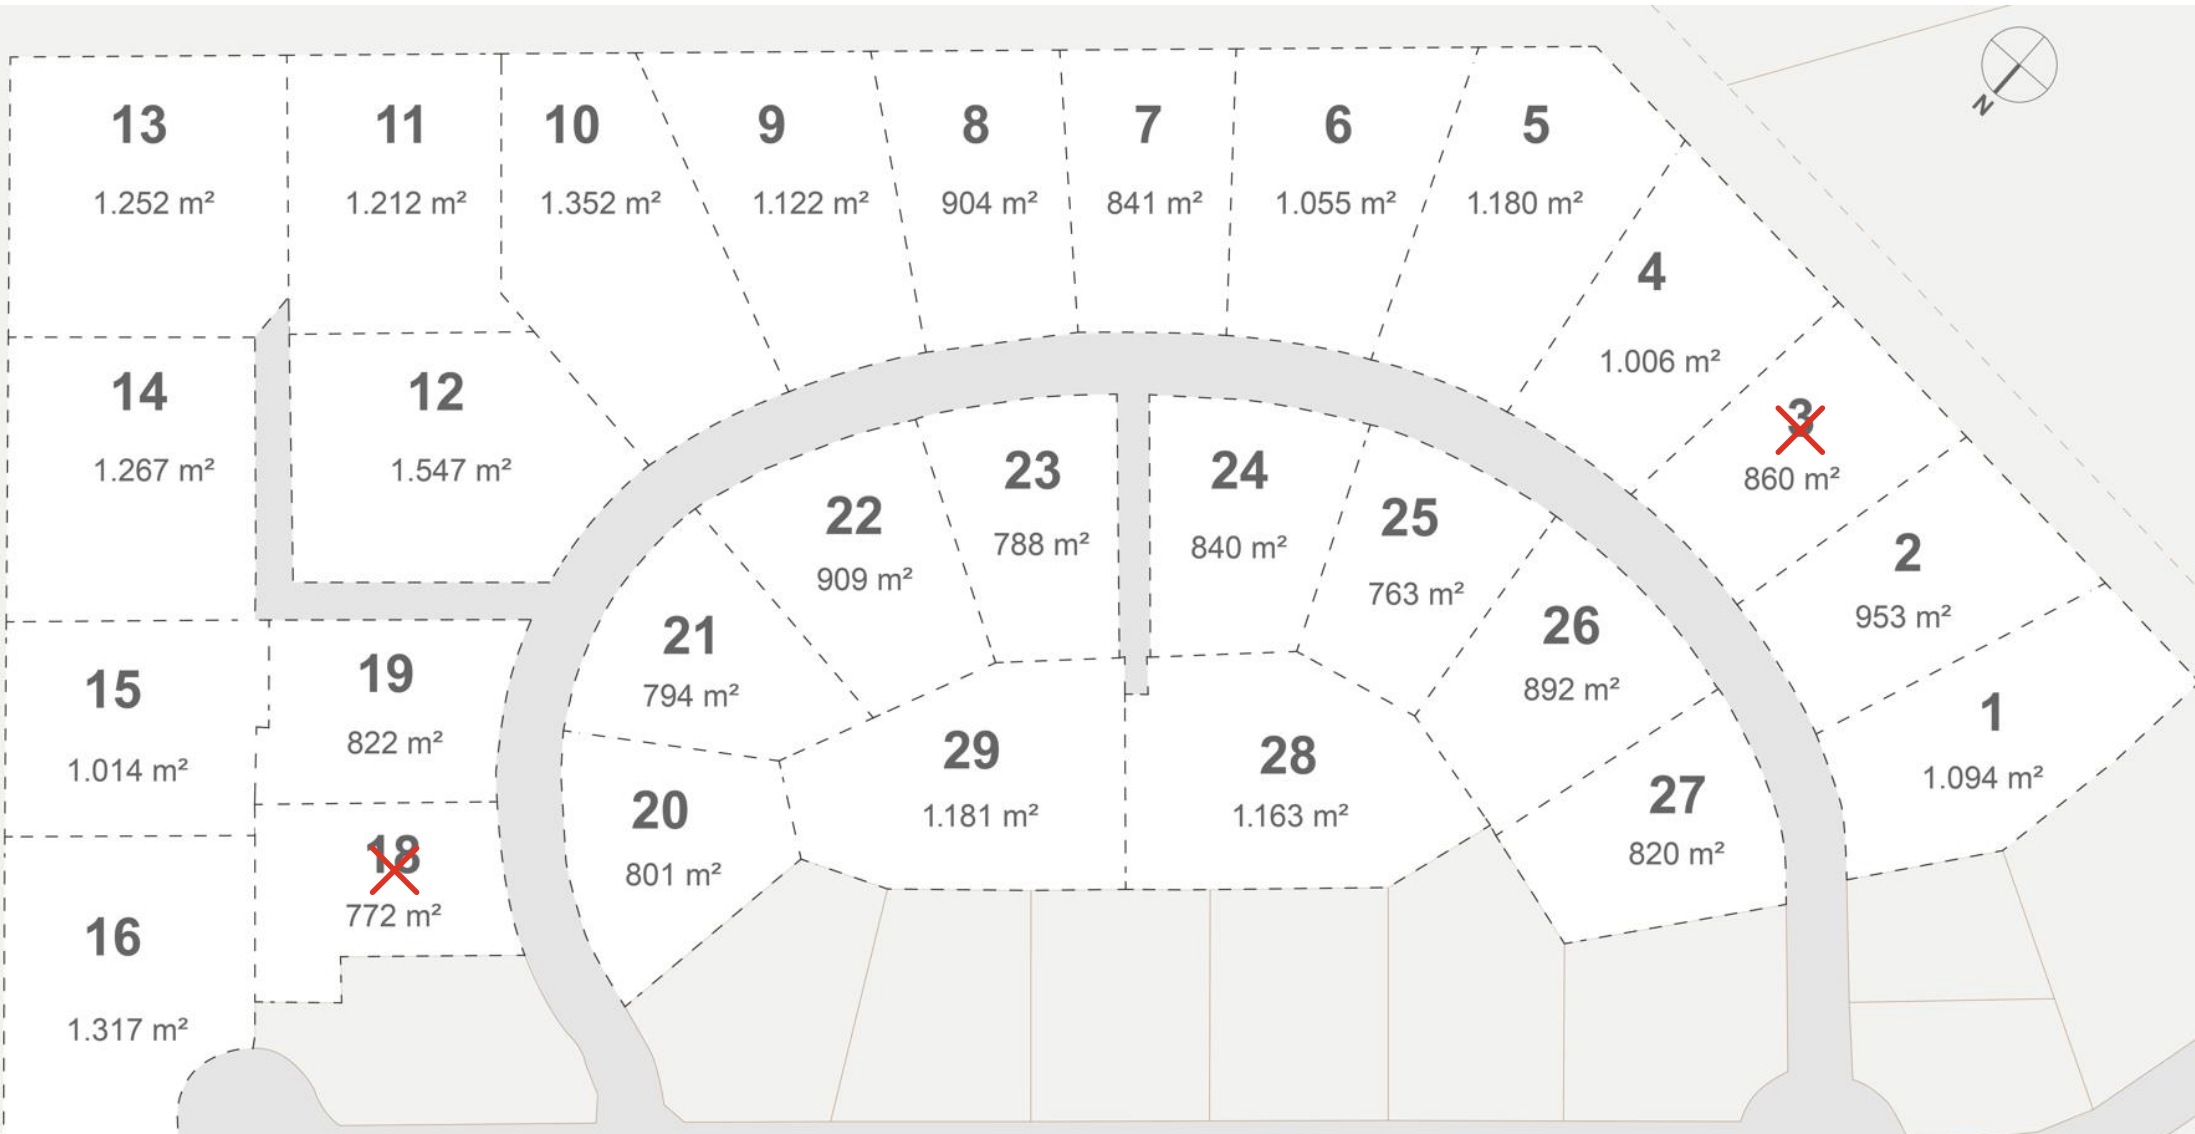 13
1.252 m²
11
1.212 m²
10
1.352 m²
9
1.122 m²
8
904 m²
7
841 m²
6
1.055 m²
5
1.180 m²
N
4
1.006 m²
3
860 m²
2
953 m²
1
1.094 m²
14
1.267 m²
12
1.547 m²
22
909 m²
23
788 m²
24
840 m²
25
763 m²
26
892 m²
27
820 m²
21
794 m²
20
801 m²
29
1.181 m²
28
1.163 m²
15
1.014 m²
19
822 m²
18
772 m²
16
1.317 m²